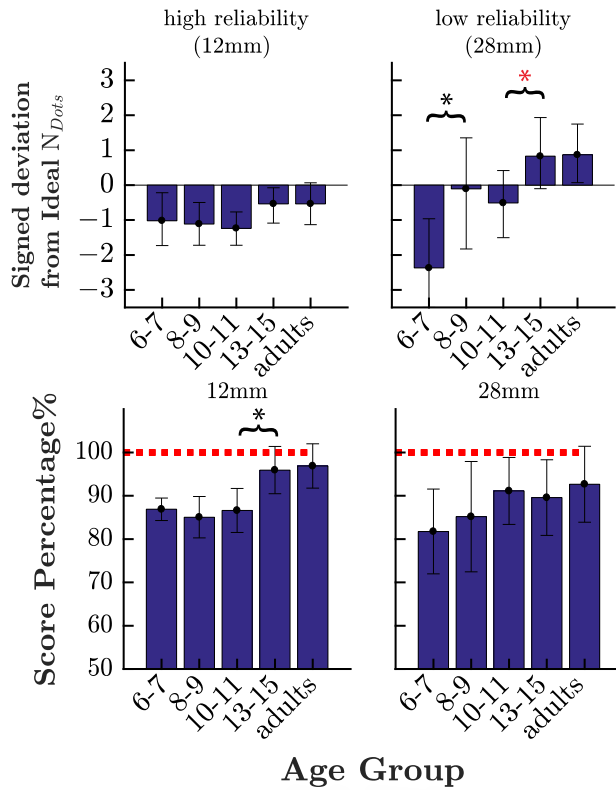 high reliability
(12mm)
low reliability
(28mm)
Signed deviation
from Ideal N_Dots
3
2
1
0
−1
−2
−3
*
*
6-7
8-9
10-11
13-15
adults
6-7
8-9
10-11
13-15
adults
12mm
28mm
Score Percentage%
100
90
80
70
60
50
*
6-7
8-9
10-11
13-15
adults
6-7
8-9
10-11
13-15
adults
Age Group